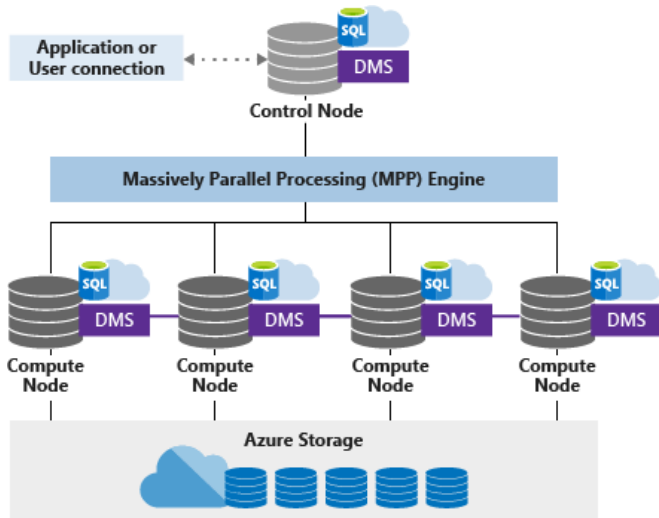 SQL
Application or
User connection
DMS
Control Node
Massively Parallel Processing (MPP) Engine
SQL
SQL
SQL
SQL
DMS
DMS
DMS
DMS
Compute
Node
Compute
Node
Compute
Node
Compute
Node
Azure Storage